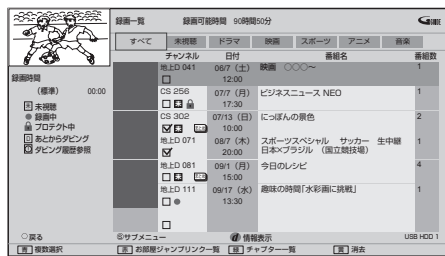 録画一覧 録画可能時間 90時間50分 GUIDE
すべて 未視聴 ドラマ 映画 スポーツ アニメ 音楽
チャンネル 日付 番組名 番組数
地上D 041 06/7(土) 12:00 映画 ○○○~ 1
CS 256 07/7(月) 17:30 ビジネスニュース NEO 1
CS 302 07/13(日) 10:00 にっぽんの景色 2
地上D 071 08/7(木) 20:00 スポーツスペシャル サッカー 生中継 1
日本×ブラジル (国立競技場)
地上D 081 09/1(月) 15:00 今日のレシピ 4
地上D 111 09/17(水) 13:30 趣味の時間「水彩画に挑戦」 1
録画時間
(標準) 00:00
未視聴
録画中
プロテクト中
あとからダビング
ダビング履歴参照
戻る Ⓢサブメニュー 情報表示 USB HDD 1
青 複数選択 赤 お部屋ジャンプリンク一覧 緑 チャプター一覧 黄 消去